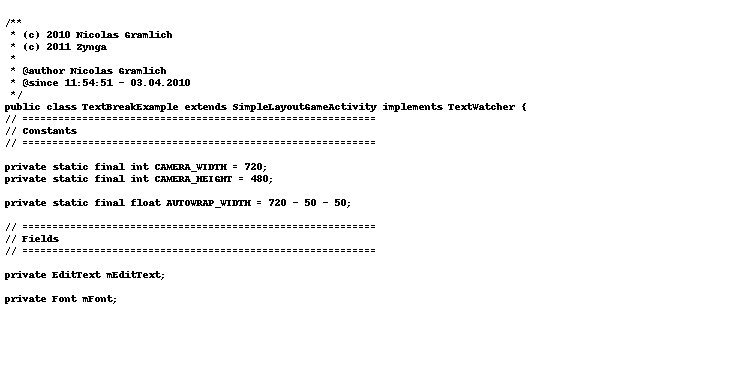 /**
 * (c) 2010 Nicolas Gramlich
 * (c) 2011 Zynga
 *
 * @author Nicolas Gramlich
 * @since 11:54:51 - 03.04.2010
 */
public class TextBreakExample extends SimpleLayoutGameActivity implements TextWatcher {
// ===========================================================
// Constants
// ===========================================================
private static final int CAMERA_WIDTH = 720;
private static final int CAMERA_HEIGHT = 480;
private static final float AUTOWRAP_WIDTH = 720 - 50 - 50;
// ===========================================================
// Fields
// ===========================================================
private EditText mEditText;
private Font mFont;